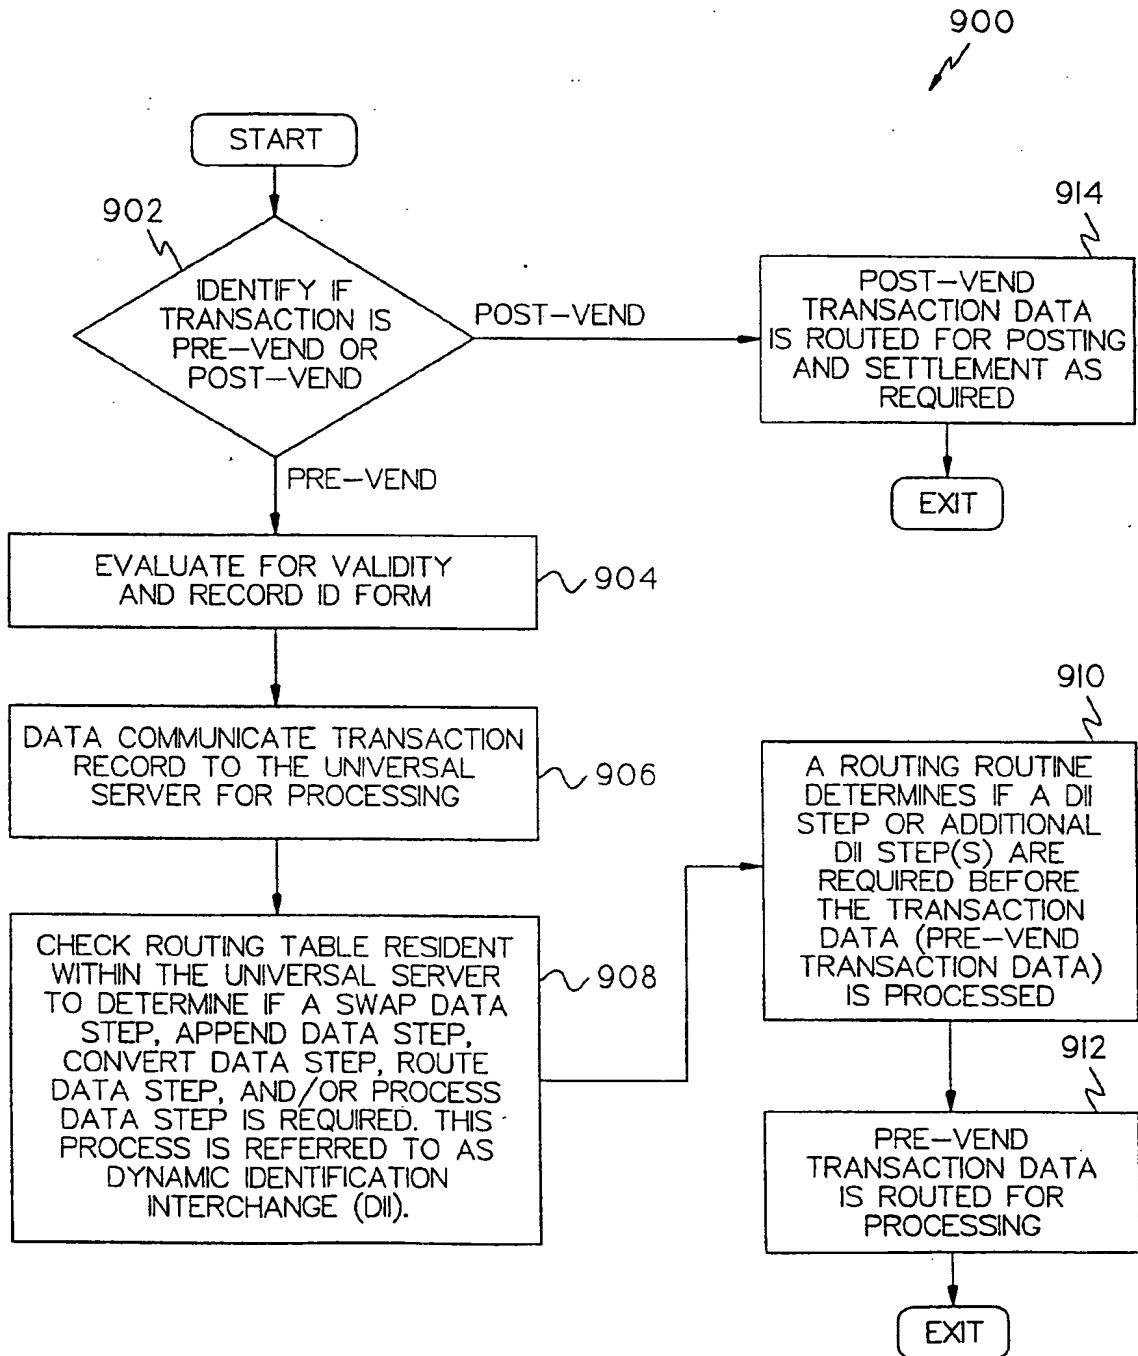 900
START
902
IDENTIFY IF
TRANSACTION IS
PRE-VEND OR
POST-VEND
POST-VEND
914
POST-VEND
TRANSACTION DATA
IS ROUTED FOR POSTING
AND SETTLEMENT AS
REQUIRED
EXIT
PRE-VEND
EVALUATE FOR VALIDITY
AND RECORD ID FORM
904
DATA COMMUNICATE TRANSACTION
RECORD TO THE UNIVERSAL
SERVER FOR PROCESSING
906
CHECK ROUTING TABLE RESIDENT
WITHIN THE UNIVERSAL SERVER
TO DETERMINE IF A SWAP DATA
STEP, APPEND DATA STEP,
CONVERT DATA STEP, ROUTE
DATA STEP, AND/OR PROCESS
DATA STEP IS REQUIRED. THIS
PROCESS IS REFERRED TO AS
DYNAMIC IDENTIFICATION
INTERCHANGE (DII).
908
910
A ROUTING ROUTINE
DETERMINES IF A DII
STEP OR ADDITIONAL
DII STEP(S) ARE
REQUIRED BEFORE
THE TRANSACTION
DATA (PRE-VEND
TRANSACTION DATA)
IS PROCESSED
912
PRE-VEND
TRANSACTION DATA
IS ROUTED FOR
PROCESSING
EXIT